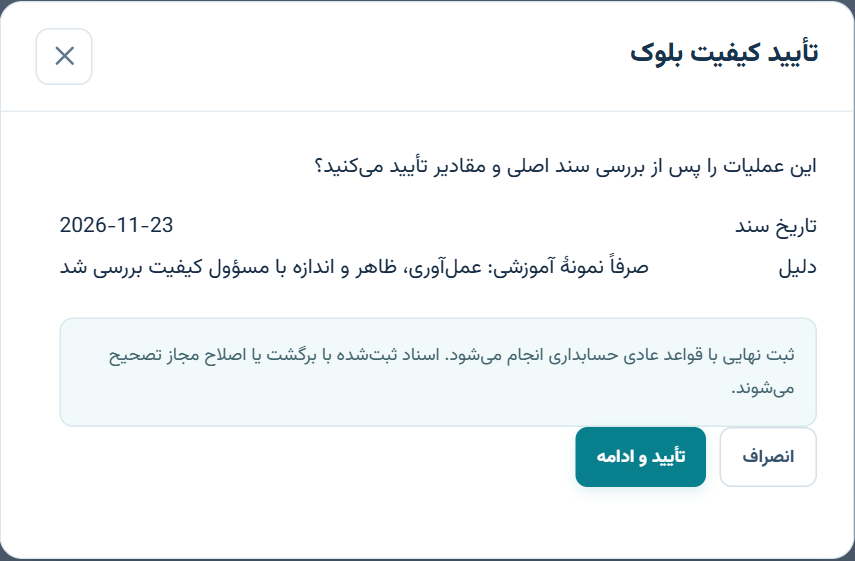 تأیید کیفیت بلوک
این عملیات را پس از بررسی سند اصلی و مقادیر تأیید می‌کنید؟
تاریخ سند 2026-11-23
دلیل صرفاً نمونهٔ آموزشی: عمل‌آوری، ظاهر و اندازه با مسؤول کیفیت بررسی شد
ثبت نهایی با قواعد عادی حسابداری انجام می‌شود. اسناد ثبت‌شده با برگشت یا اصلاح مجاز تصحیح
می‌شوند.
انصراف تأیید و ادامه